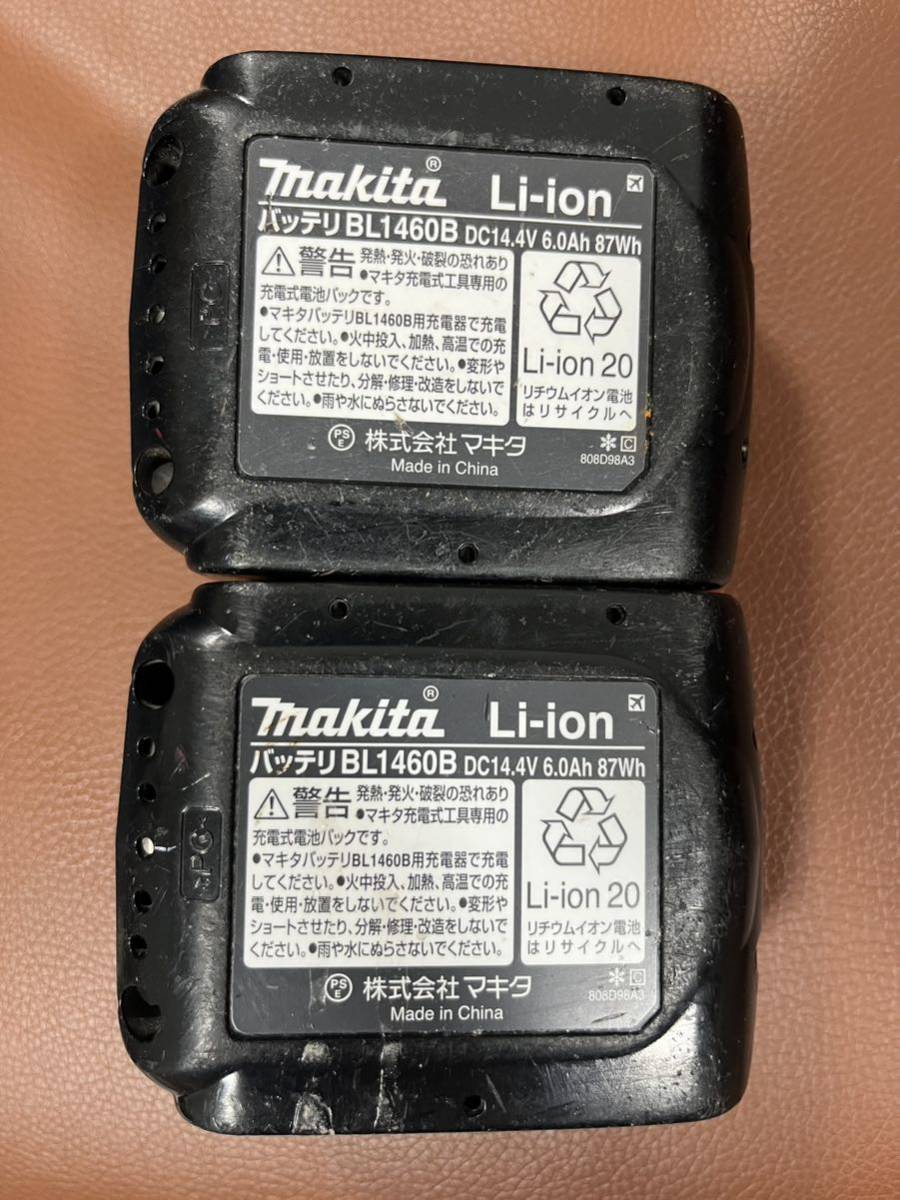 makita® Li-ion
バッテリ BL1460B DC14.4V 6.0Ah 87Wh
警告 発熱・発火・破裂の恐れあり
●マキタ充電式工具専用の
充電式電池パックです。
●マキタバッテリBL1460B用充電器で充電
してください。●火中投入、加熱、高温での充
電・使用・放置をしないでください。●変形や
ショートさせたり、分解・修理・改造をしないで
ください。●雨や水にぬらさないでください。
Li-ion 20
リチウムイオン電池
はリサイクルへ
PSE 株式会社マキタ
Made in China
C
808D98A3
makita® Li-ion
バッテリ BL1460B DC14.4V 6.0Ah 87Wh
警告 発熱・発火・破裂の恐れあり
●マキタ充電式工具専用の
充電式電池パックです。
●マキタバッテリBL1460B用充電器で充電
してください。●火中投入、加熱、高温での充
電・使用・放置をしないでください。●変形や
ショートさせたり、分解・修理・改造をしないで
ください。●雨や水にぬらさないでください。
Li-ion 20
リチウムイオン電池
はリサイクルへ
PSE 株式会社マキタ
Made in China
C
808D98A3